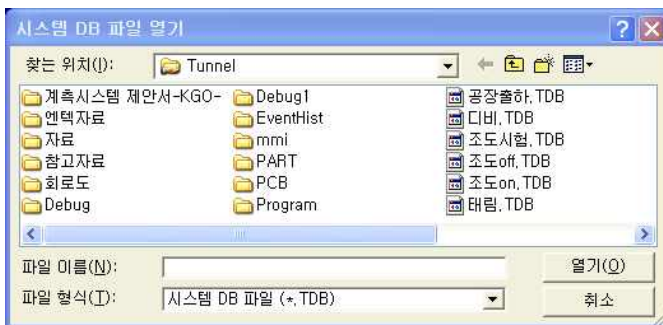 시스템 DB 파일 열기
찾는 위치(I): Tunnel
계측시스템 제안서-KGO- Debug1 공장출하.TDB
엔텍자료 EventHist 디비.TDB
자료 mmi 조도시험.TDB
참고자료 PART 조도off.TDB
회로도 PCB 조도on.TDB
Debug Program 태림.TDB
파일 이름(N): 열기(O)
파일 형식(T): 시스템 DB 파일 (*.TDB) 취소